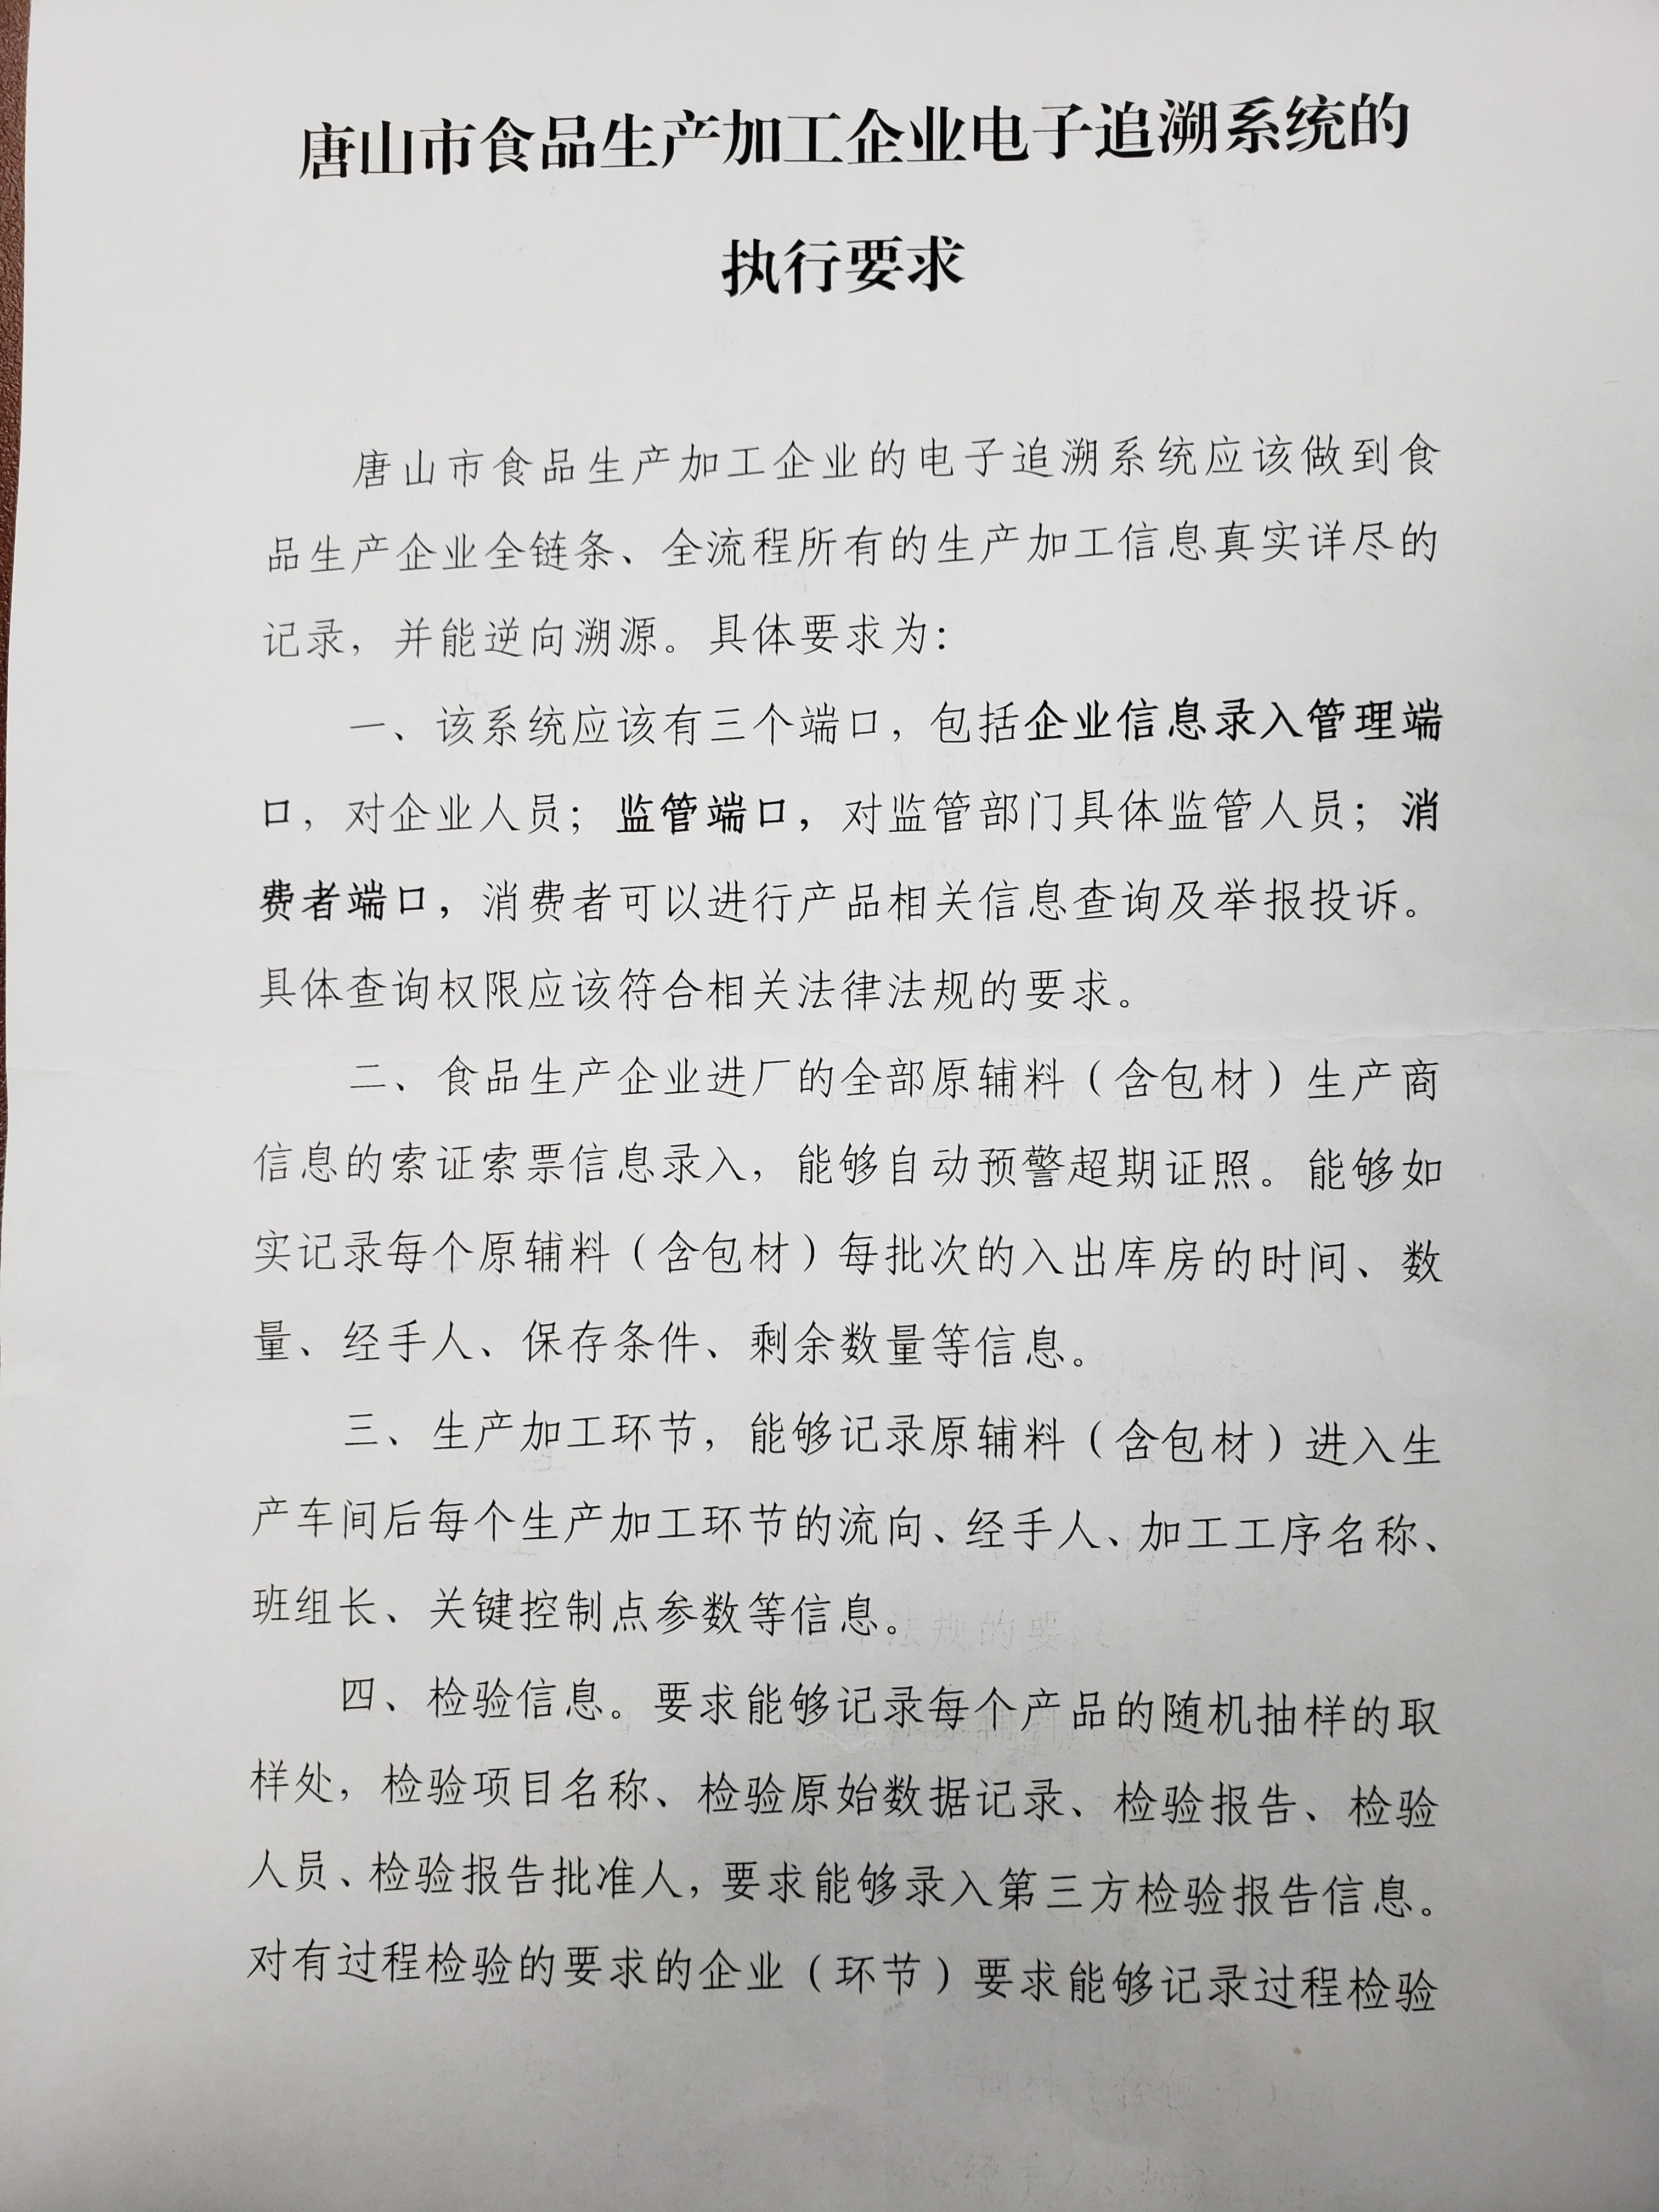 唐山市食品生产加工企业电子追溯系统的
执行要求
唐山市食品生产加工企业的电子追溯系统应该做到食
品生产企业全链条、全流程所有的生产加工信息真实详尽的
记录，并能逆向溯源。具体要求为：
一、该系统应该有三个端口，包括企业信息录入管理端
口，对企业人员；监管端口，对监管部门具体监管人员；消
费者端口，消费者可以进行产品相关信息查询及举报投诉。
具体查询权限应该符合相关法律法规的要求。
二、食品生产企业进厂的全部原辅料（含包材）生产商
信息的索证索票信息录入，能够自动预警超期证照。能够如
实记录每个原辅料（含包材）每批次的入出库房的时间、数
量、经手人、保存条件、剩余数量等信息。
三、生产加工环节，能够记录原辅料（含包材）进入生
产车间后每个生产加工环节的流向、经手人、加工工序名称、
班组长、关键控制点参数等信息。
四、检验信息。要求能够记录每个产品的随机抽样的取
样处，检验项目名称、检验原始数据记录、检验报告、检验
人员、检验报告批准人，要求能够录入第三方检验报告信息。
对有过程检验的要求的企业（环节）要求能够记录过程检验